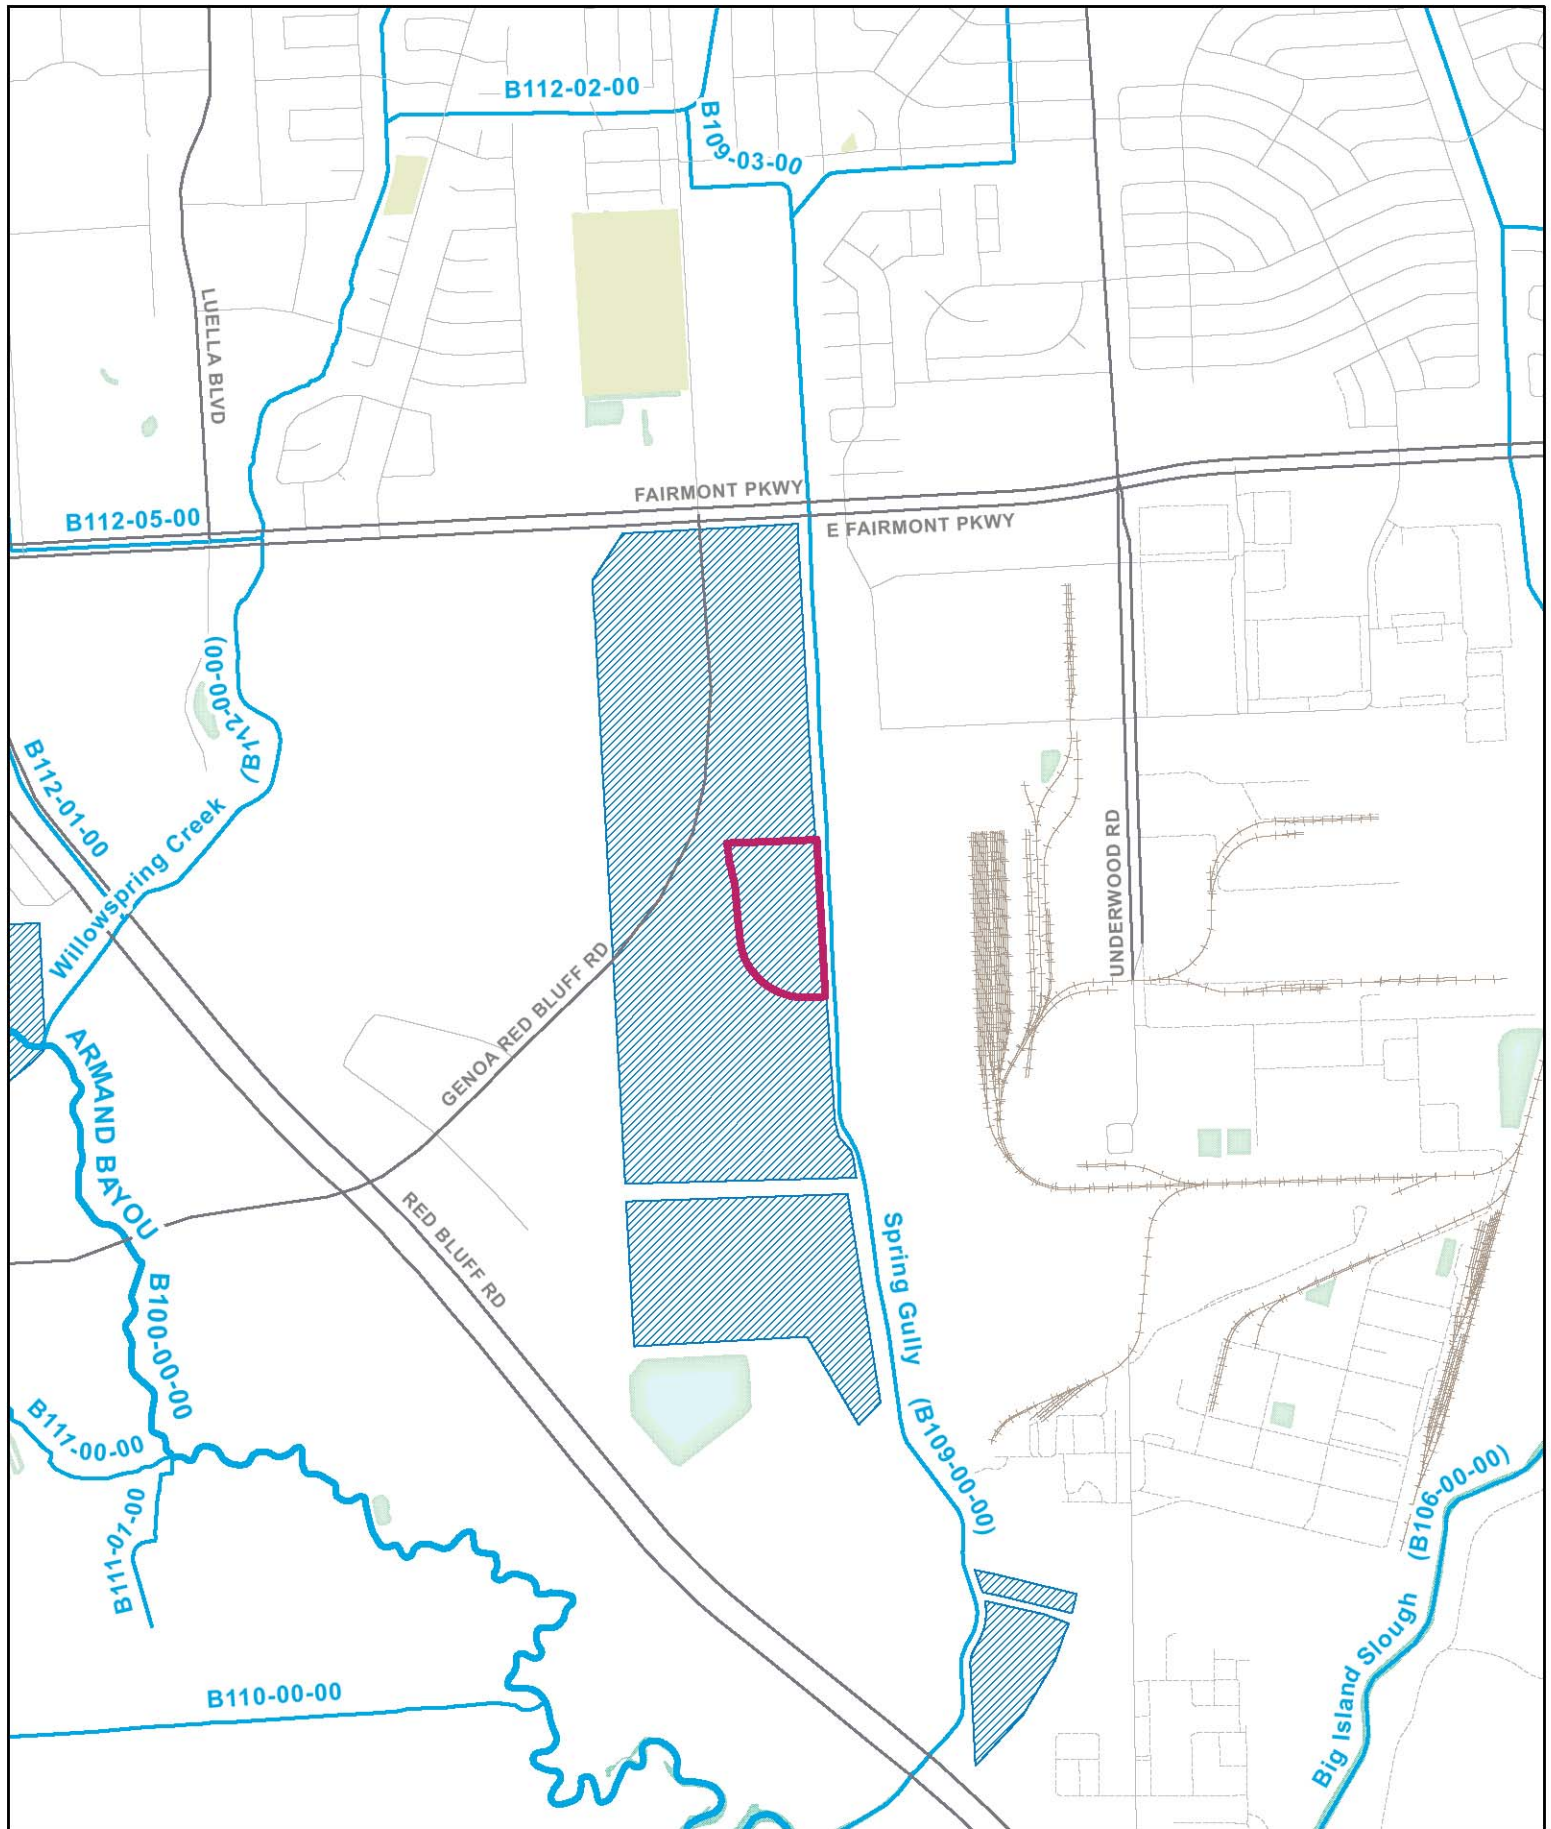 B112-02-00
B109-03-00
LUELLA BLVD
FAIRMONT PKWY
B112-05-00
E FAIRMONT PKWY
(B112-00-00)
B112-01-00
Willowspring Creek
UNDERWOOD RD
GENOA RED BLUFF RD
ARMAND BAYOU
RED BLUFF RD
Spring Gully
B100-00-00
B117-00-00
(B109-00-00)
(B106-00-00)
B111-01-00
Big Island Slough
B110-00-00